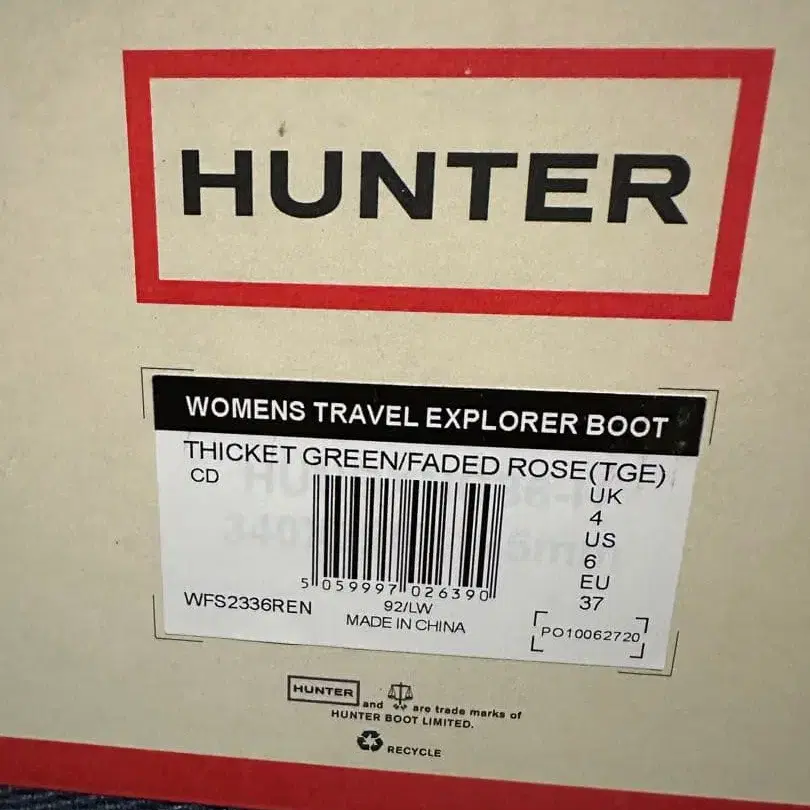 HUNTER
WOMENS TRAVEL EXPLORER BOOT
THICKET GREEN/FADED ROSE(TGE)
CD
UK
4
US
6
EU
37
5 059997 026390
WFS2336REN
92/LW
MADE IN CHINA
PO10062720
HUNTER and are trade marks of
HUNTER BOOT LIMITED.
RECYCLE